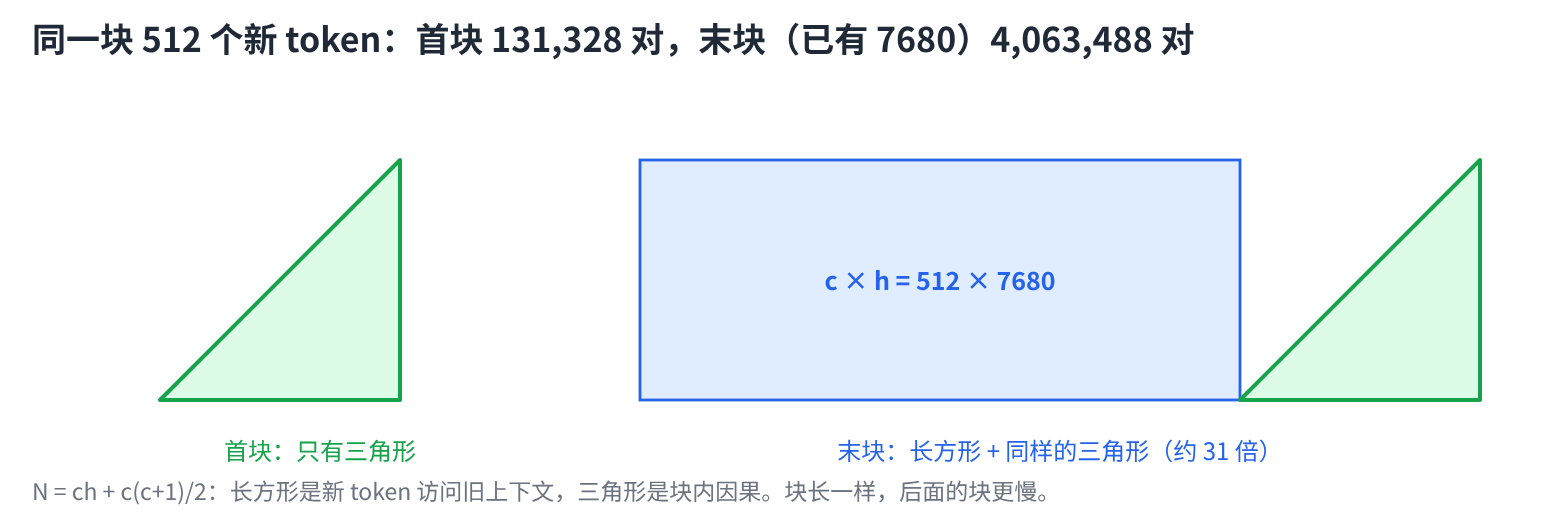 同一块 512 个新 token：首块 131,328 对，末块（已有 7680）4,063,488 对
c × h = 512 × 7680
首块：只有三角形
末块：长方形 + 同样的三角形（约 31 倍）
N = ch + c(c+1)/2：长方形是新 token 访问旧上下文，三角形是块内因果。块长一样，后面的块更慢。